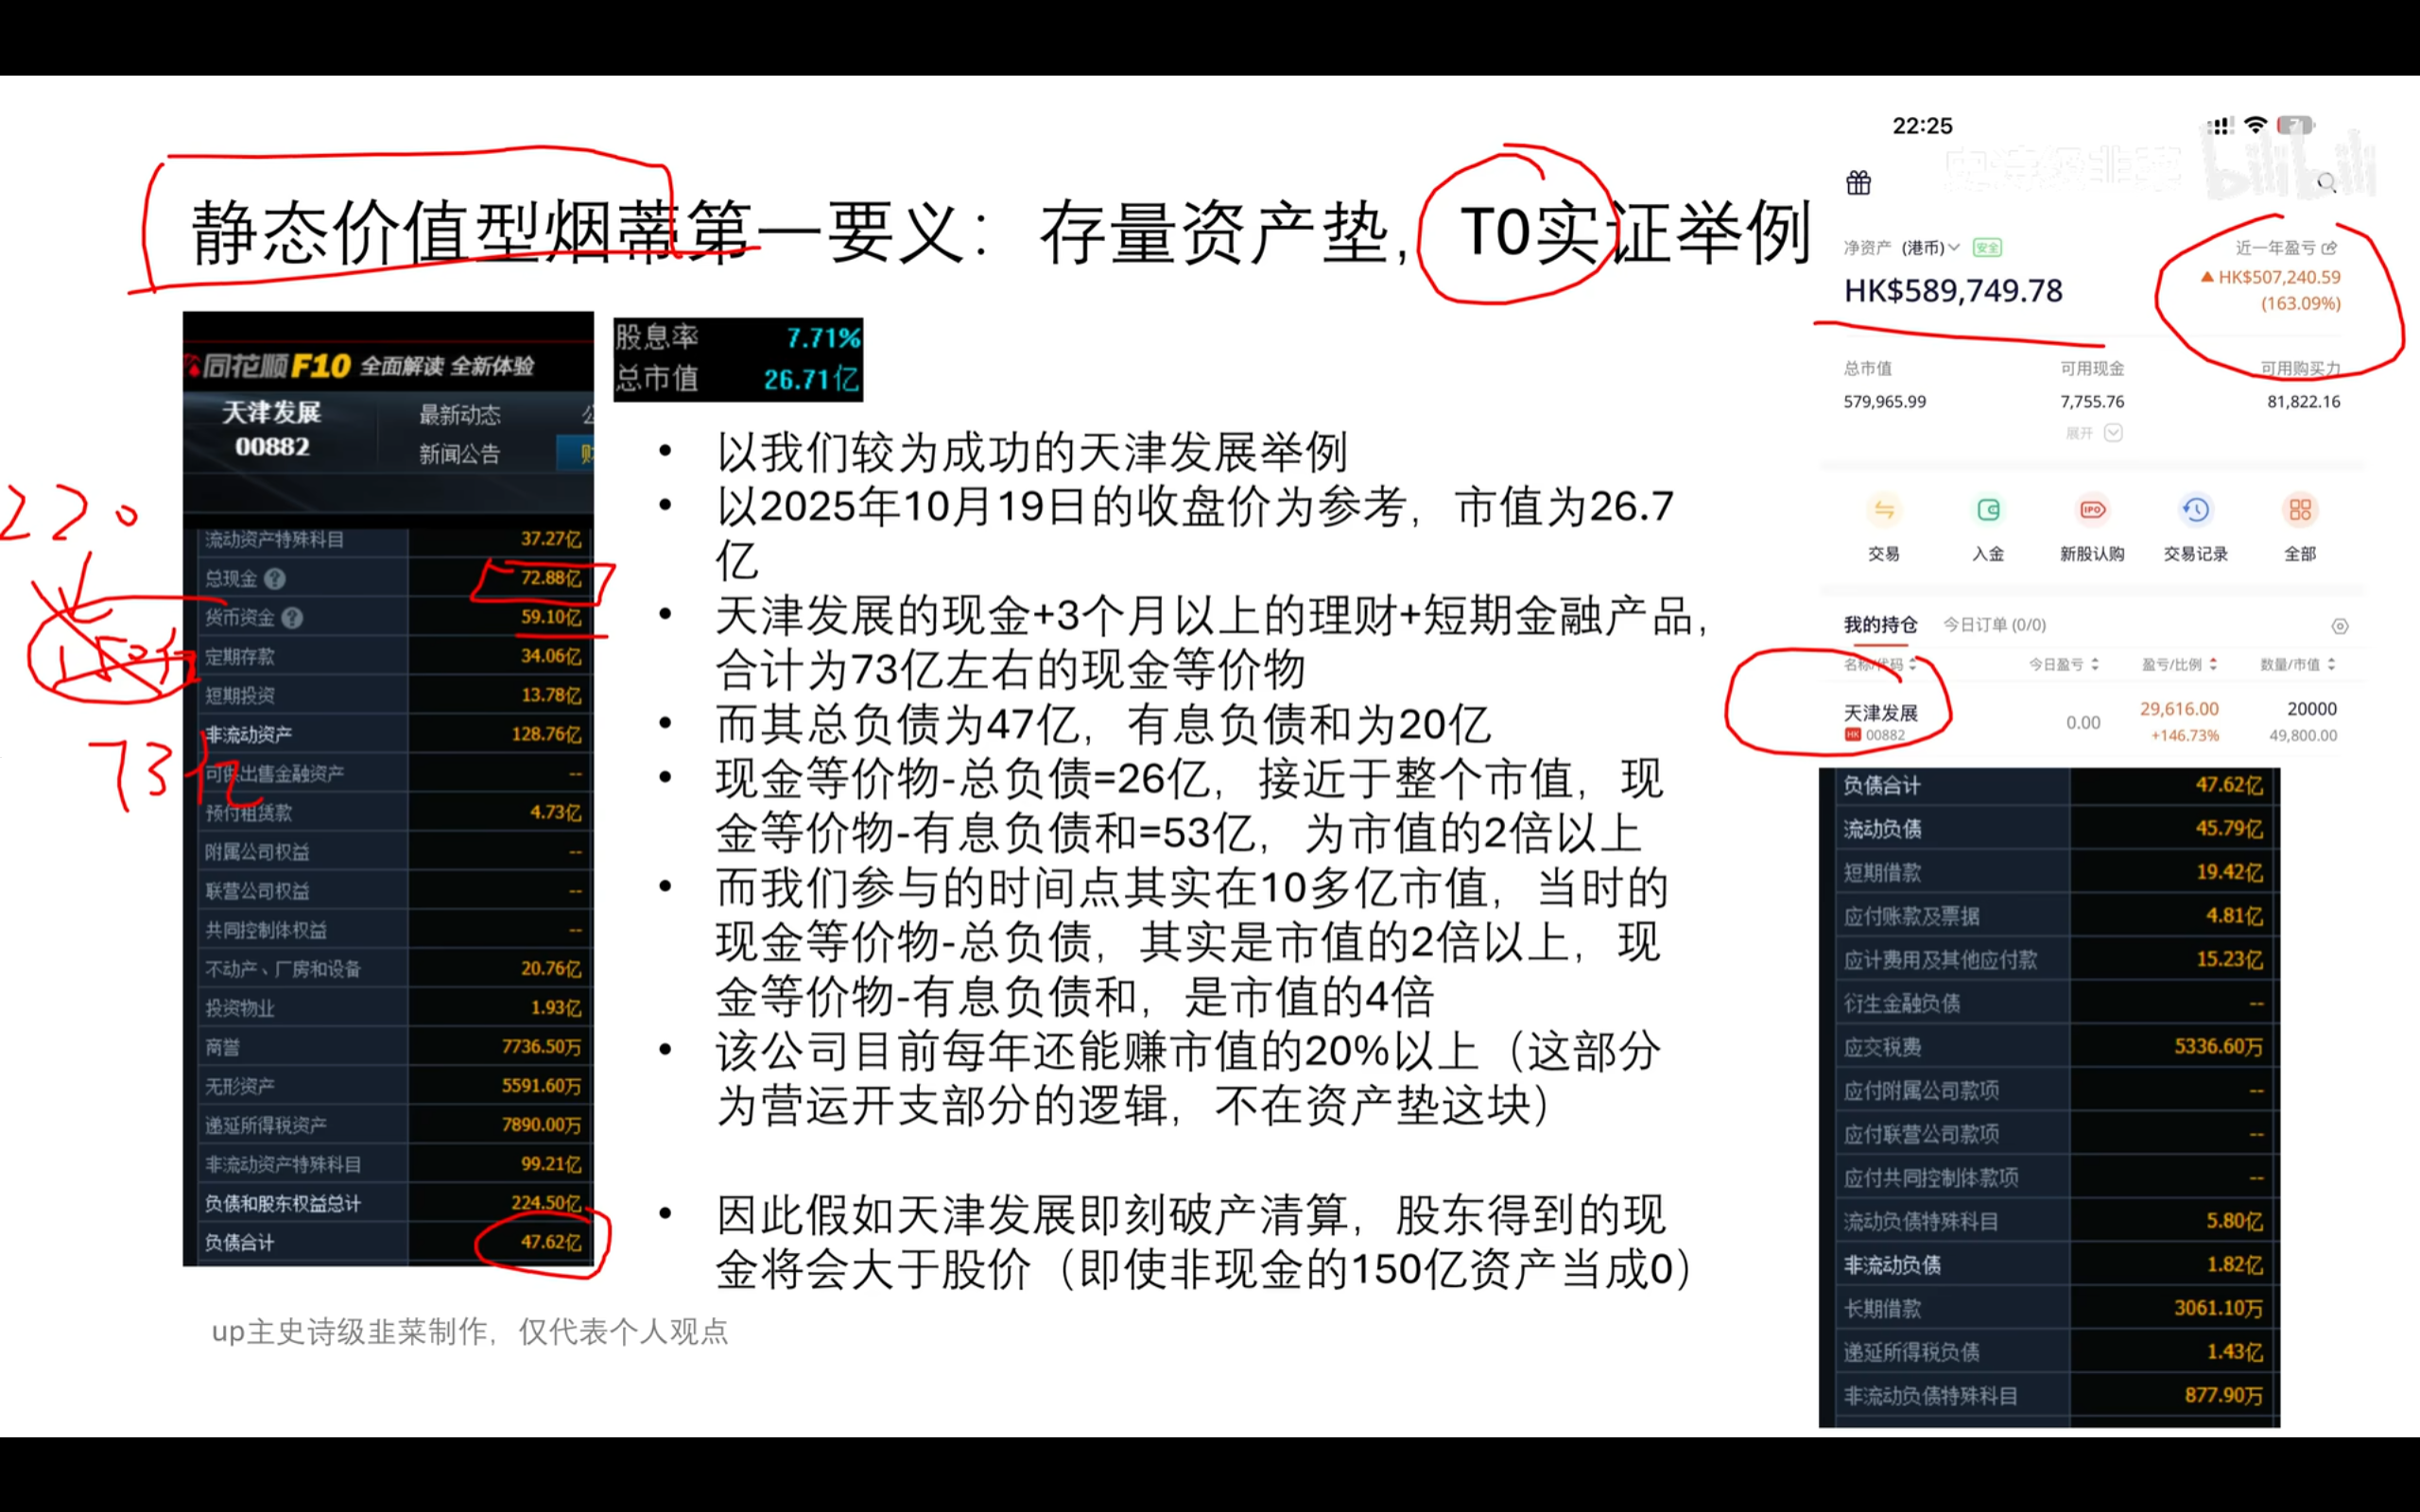 22:25
史诗级韭菜
bilibili
静态价值型烟蒂第一要义：存量资产垫，T0实证举例
净资产 (港币) 安全
近一年盈亏
HK$589,749.78
HK$507,240.59
(163.09%)
总市值 可用现金 可用购买力
579,965.99 7,755.76 81,822.16
展开
交易 入金 新股认购 交易记录 全部
IPO
我的持仓 今日订单 (0/0)
名称/代码 今日盈亏 盈亏/比例 数量/市值
天津发展 0.00 29,616.00 20000
HK 00882 +146.73% 49,800.00
同花顺F10 全面解读 全新体验
天津发展 最新动态
00882 新闻公告
股息率 7.71%
总市值 26.71亿
流动资产特殊科目 37.27亿
总现金 ? 72.88亿
货币资金 ? 59.10亿
定期存款 34.06亿
短期投资 13.78亿
非流动资产 128.76亿
可供出售金融资产 --
预付租赁款 4.73亿
附属公司权益 --
联营公司权益 --
共同控制体权益 --
不动产、厂房和设备 20.76亿
投资物业 1.93亿
商誉 7736.50万
无形资产 5591.60万
递延所得税资产 7890.00万
非流动资产特殊科目 99.21亿
负债和股东权益总计 224.50亿
负债合计 47.62亿
220
73亿
• 以我们较为成功的天津发展举例
• 以2025年10月19日的收盘价为参考，市值为26.7
亿
• 天津发展的现金+3个月以上的理财+短期金融产品，
合计为73亿左右的现金等价物
• 而其总负债为47亿，有息负债和为20亿
• 现金等价物-总负债=26亿，接近于整个市值，现
金等价物-有息负债和=53亿，为市值的2倍以上
• 而我们参与的时间点其实在10多亿市值，当时的
现金等价物-总负债，其实是市值的2倍以上，现
金等价物-有息负债和，是市值的4倍
• 该公司目前每年还能赚市值的20%以上（这部分
为营运开支部分的逻辑，不在资产垫这块）
• 因此假如天津发展即刻破产清算，股东得到的现
金将会大于股价（即使非现金的150亿资产当成0）
负债合计 47.62亿
流动负债 45.79亿
短期借款 19.42亿
应付账款及票据 4.81亿
应计费用及其他应付款 15.23亿
衍生金融负债 --
应交税费 5336.60万
应付附属公司款项 --
应付联营公司款项 --
应付共同控制体款项 --
流动负债特殊科目 5.80亿
非流动负债 1.82亿
长期借款 3061.10万
递延所得税负债 1.43亿
非流动负债特殊科目 877.90万
up主史诗级韭菜制作，仅代表个人观点